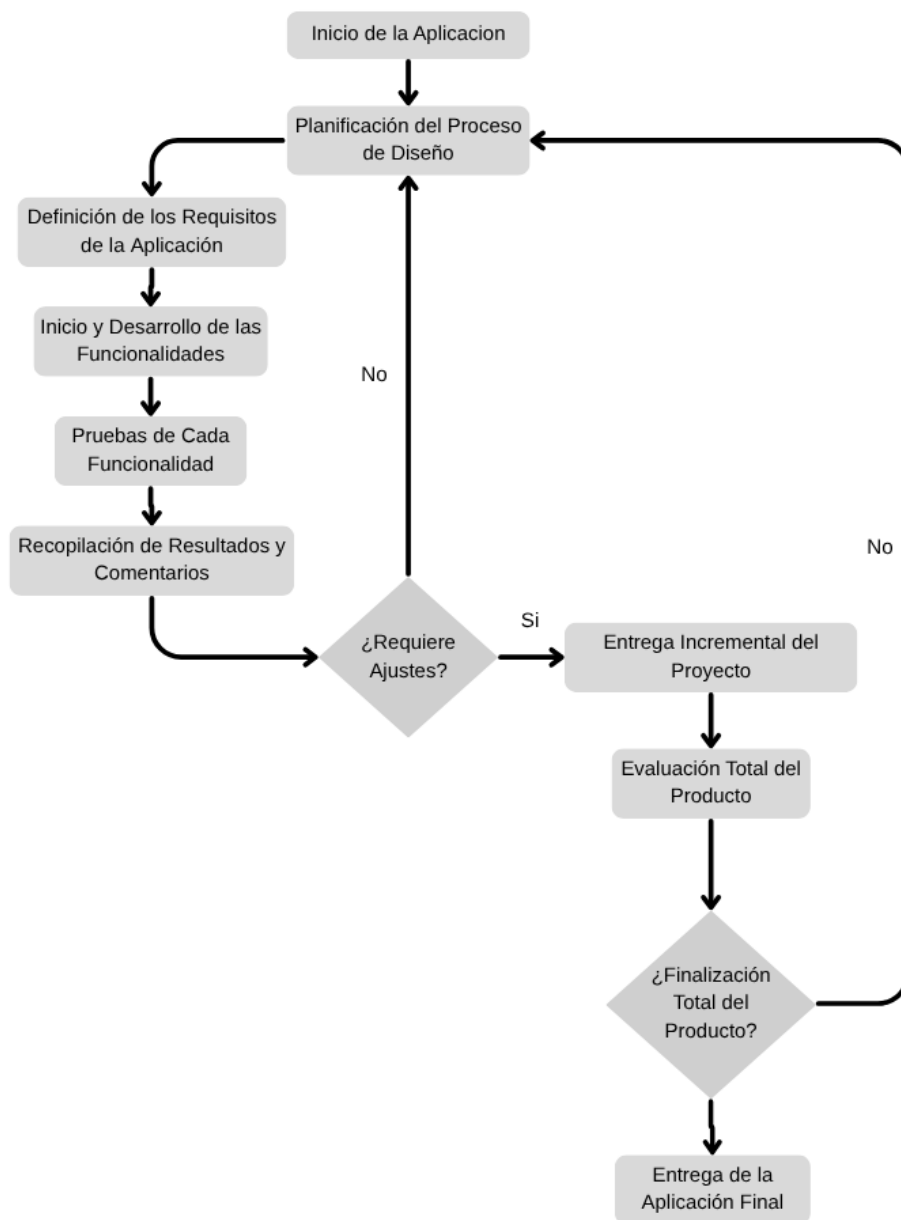 Inicio de la Aplicacion
Planificación del Proceso
de Diseño
Definición de los Requisitos
de la Aplicación
Inicio y Desarrollo de las
Funcionalidades
No
Pruebas de Cada
Funcionalidad
Recopilación de Resultados y
Comentarios
No
¿Requiere
Ajustes?
Si
Entrega Incremental del
Proyecto
Evaluación Total del
Producto
¿Finalización
Total del
Producto?
Entrega de la
Aplicación Final